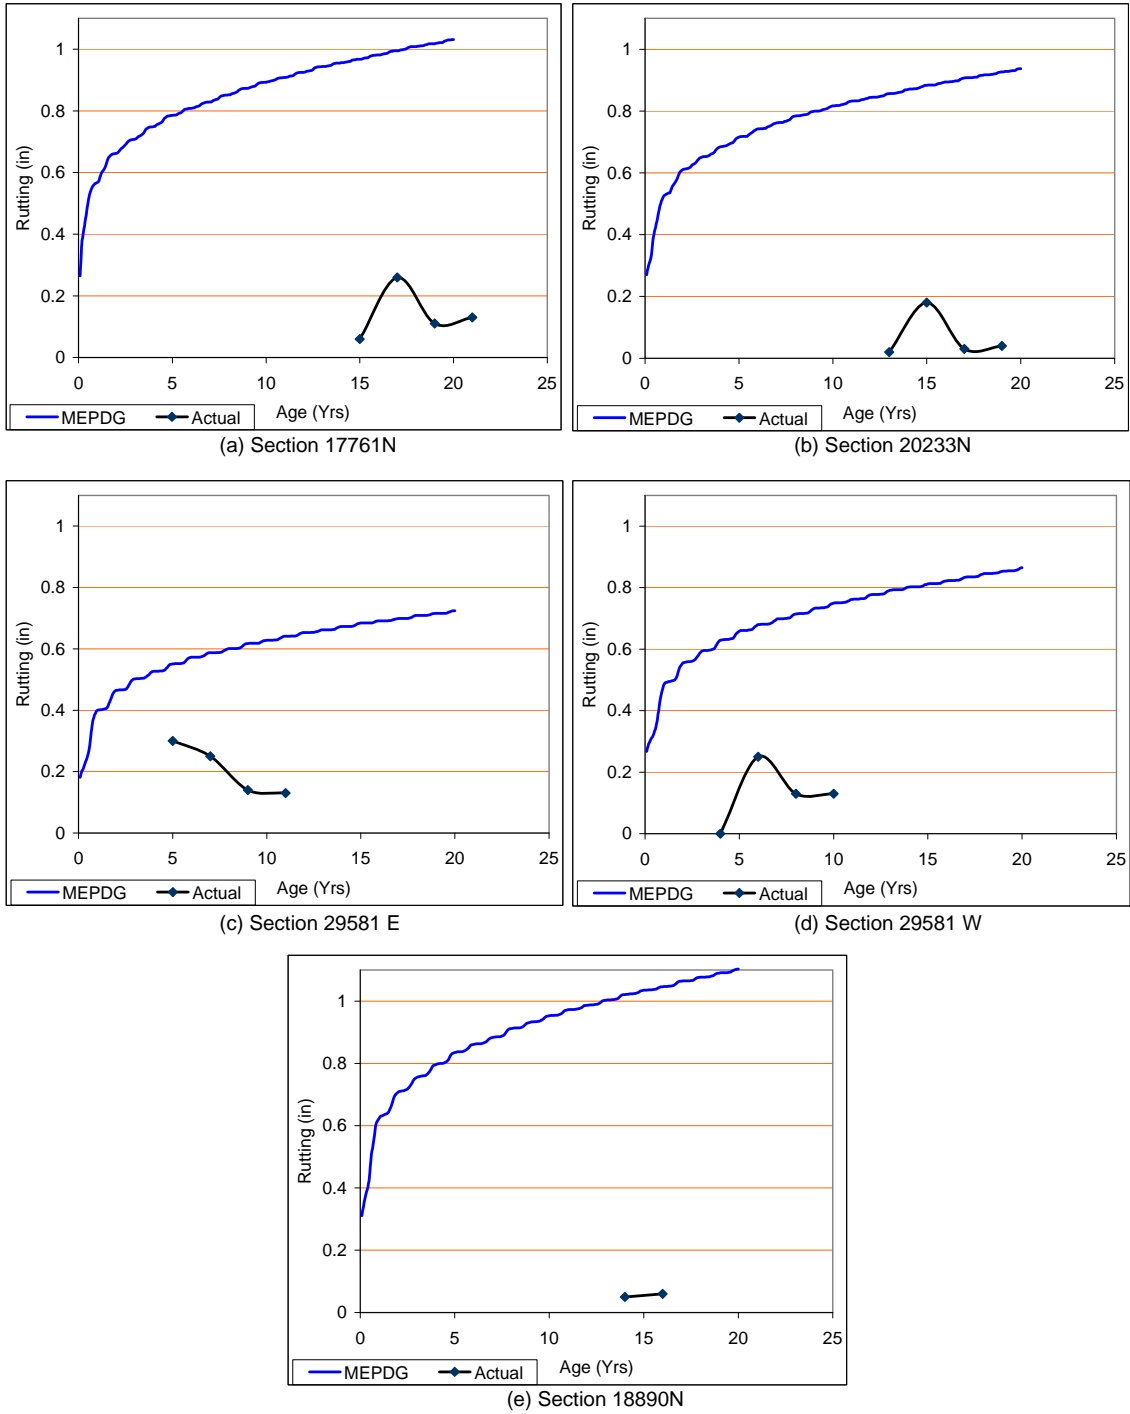 1
0.8
0.6
0.4
0.2
0
Rutting (in)
0 5 10 15 20 25
MEPDG Actual Age (Yrs)
(a) Section 17761N
1
0.8
0.6
0.4
0.2
0
Rutting (in)
0 5 10 15 20 25
MEPDG Actual Age (Yrs)
(b) Section 20233N
1
0.8
0.6
0.4
0.2
0
Rutting (in)
0 5 10 15 20 25
MEPDG Actual Age (Yrs)
(c) Section 29581 E
1
0.8
0.6
0.4
0.2
0
Rutting (in)
0 5 10 15 20 25
MEPDG Actual Age (Yrs)
(d) Section 29581 W
1
0.8
0.6
0.4
0.2
0
Rutting (in)
0 5 10 15 20 25
MEPDG Actual Age (Yrs)
(e) Section 18890N